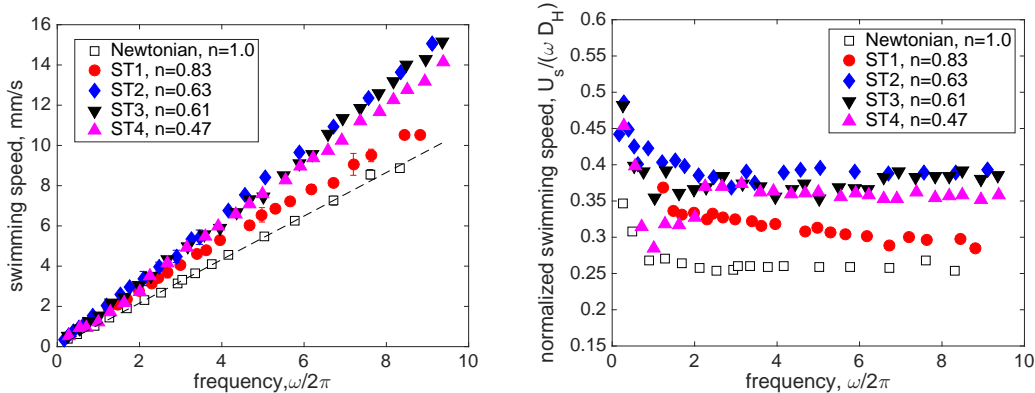 16
14
12
10
8
6
4
2
0
0
2
4
6
8
10
swimming speed, mm/s
frequency,ω/2π
Newtonian, n=1.0
ST1, n=0.83
ST2, n=0.63
ST3, n=0.61
ST4, n=0.47
0.6
0.55
0.5
0.45
0.4
0.35
0.3
0.25
0.2
0.15
0
2
4
6
8
10
normalized swimming speed, U_s/(ω D_H)
frequency, ω/2π
Newtonian, n=1.0
ST1, n=0.83
ST2, n=0.63
ST3, n=0.61
ST4, n=0.47